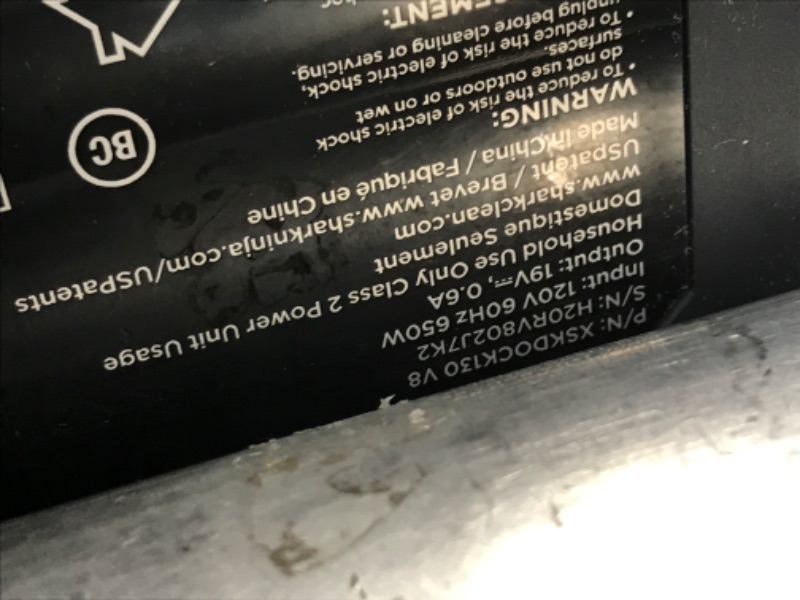 P/N: XSKDOCK130 V8
S/N: H20RV802J7K2
Input: 120V 60Hz 650W
Output: 19V⎓, 0.6A
Household Use Only Class 2 Power Unit Usage
Domestique Seulement
www.sharkclean.com
USpatent / Brevet www.sharkninja.com/USPatents
Made in China / Fabriqué en Chine
WARNING:
• To reduce the risk of electric shock
do not use outdoors or on wet
surfaces.
• To reduce the risk of electric shock,
unplug before cleaning or servicing.
BC